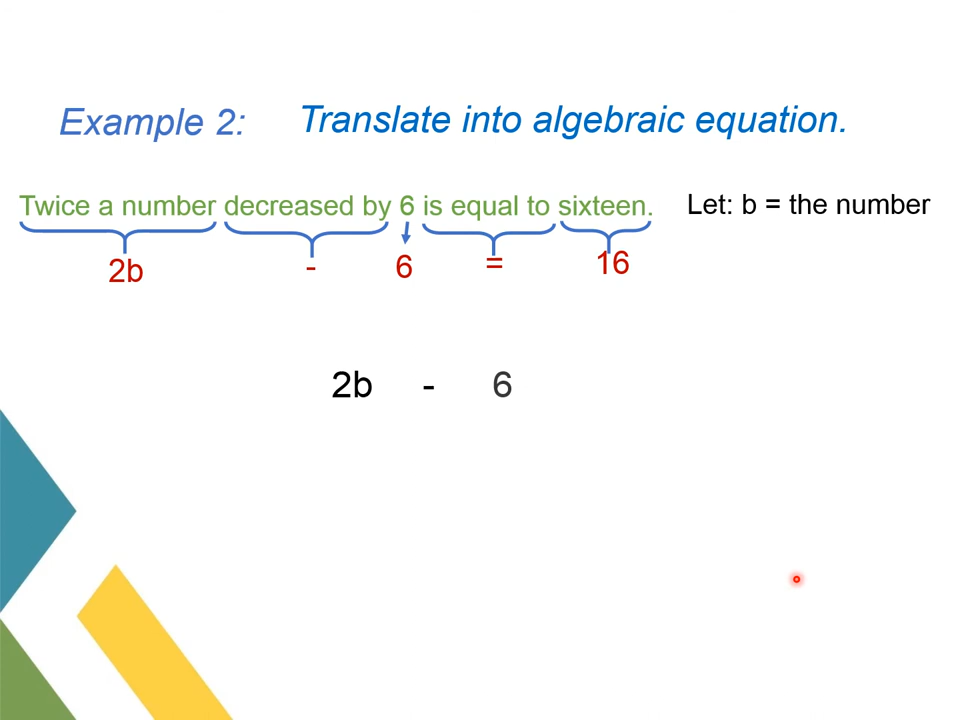 Example 2: Translate into algebraic equation.
Twice a number decreased by 6 is equal to sixteen. Let: b = the number
2b - 6 = 16
2b - 6